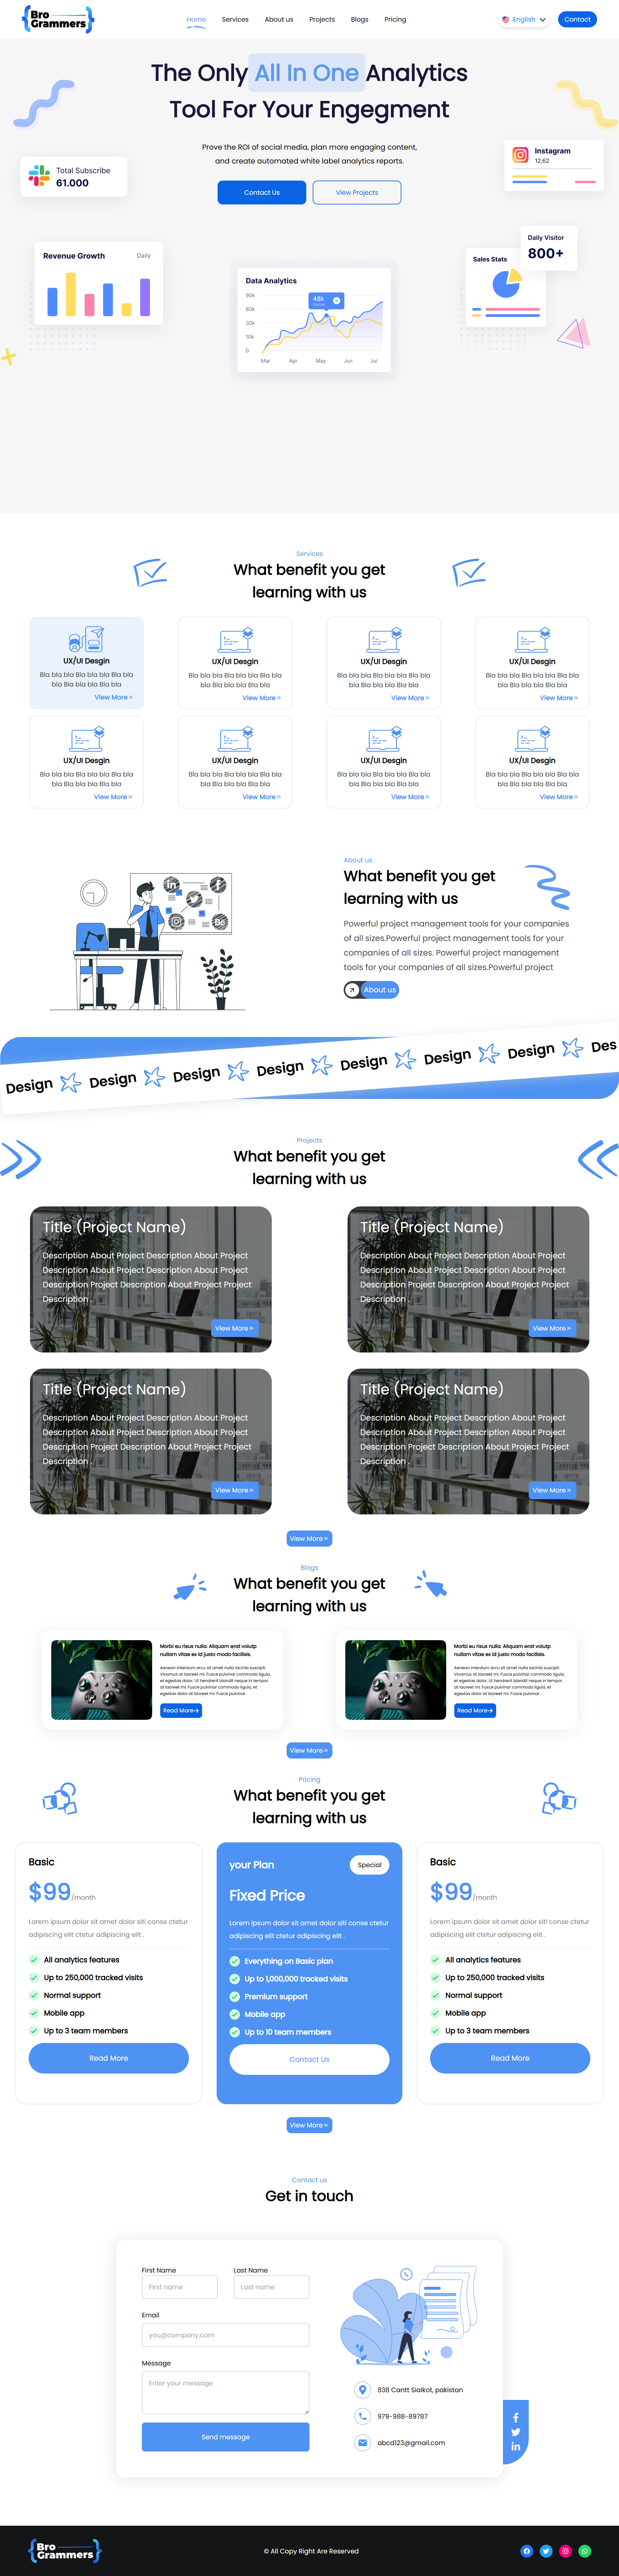 Bro
Grammers
Home Services About us Projects Blogs Pricing
English
Contact
The Only All In One Analytics
Tool For Your Engegment
Prove the ROI of social media, plan more engaging content,
and create automated white label analytics reports.
Contact Us
View Projects
Total Subscribe
61.000
Instagram
12,62
Revenue Growth
Daily
Data Analytics
90k
60k
30k
10k
0
48k
Mar Apr May Jun Jul
Sales Stats
Daily Visitor
800+
Services
What benefit you get
learning with us
UX/UI Desgin
Bla bla bla Bla bla bla Bla bla
bla Bla bla bla Bla bla
View More»
UX/UI Desgin
Bla bla bla Bla bla bla Bla bla
bla Bla bla bla Bla bla
View More»
UX/UI Desgin
Bla bla bla Bla bla bla Bla bla
bla Bla bla bla Bla bla
View More»
UX/UI Desgin
Bla bla bla Bla bla bla Bla bla
bla Bla bla bla Bla bla
View More»
UX/UI Desgin
Bla bla bla Bla bla bla Bla bla
bla Bla bla bla Bla bla
View More»
UX/UI Desgin
Bla bla bla Bla bla bla Bla bla
bla Bla bla bla Bla bla
View More»
UX/UI Desgin
Bla bla bla Bla bla bla Bla bla
bla Bla bla bla Bla bla
View More»
UX/UI Desgin
Bla bla bla Bla bla bla Bla bla
bla Bla bla bla Bla bla
View More»
About us
What benefit you get
learning with us
Powerful project management tools for your companies
of all sizes.Powerful project management tools for your
companies of all sizes. Powerful project management
tools for your companies of all sizes.Powerful project
About us
Design Design Design Design Design Design Design Des
Projects
What benefit you get
learning with us
Title (Project Name)
Description About Project Description About Project
Description About Project Description About Project
Description Project Description About Project Project
Description .
View More»
Title (Project Name)
Description About Project Description About Project
Description About Project Description About Project
Description Project Description About Project Project
Description .
View More»
Title (Project Name)
Description About Project Description About Project
Description About Project Description About Project
Description Project Description About Project Project
Description .
View More»
Title (Project Name)
Description About Project Description About Project
Description About Project Description About Project
Description Project Description About Project Project
Description .
View More»
View More»
Blogs
What benefit you get
learning with us
Morbi eu risus nulla. Aliquam erat volutp
nullam vitae ex id justo modo facilisis.
Aenean interdum arcu sit amet nulla lacinia suscipit.
Vivamus at laoreet mi. Fusce pulvinar commodo ligula,
et egestas dolor. Ut hendrerit blandit neque in tempor.
at laoreet mi. Fusce pulvinar commodo ligula, et
egestas dolor at laoreet mi. Fusce pulvinar .
Read More→
Morbi eu risus nulla. Aliquam erat volutp
nullam vitae ex id justo modo facilisis.
Aenean interdum arcu sit amet nulla lacinia suscipit.
Vivamus at laoreet mi. Fusce pulvinar commodo ligula,
et egestas dolor. Ut hendrerit blandit neque in tempor.
at laoreet mi. Fusce pulvinar commodo ligula, et
egestas dolor at laoreet mi. Fusce pulvinar .
Read More→
View More»
Pricing
What benefit you get
learning with us
Basic
$99/month
Lorem ipsum dolor sit amet dolor siti conse ctetur
adipiscing elit ctetur adipiscing elit .
All analytics features
Up to 250,000 tracked visits
Normal support
Mobile app
Up to 3 team members
Read More
your Plan
Special
Fixed Price
Lorem ipsum dolor sit amet dolor siti conse ctetur
adipiscing elit ctetur adipiscing elit .
Everything on Basic plan
Up to 1,000,000 tracked visits
Premium support
Mobile app
Up to 10 team members
Contact Us
Basic
$99/month
Lorem ipsum dolor sit amet dolor siti conse ctetur
adipiscing elit ctetur adipiscing elit .
All analytics features
Up to 250,000 tracked visits
Normal support
Mobile app
Up to 3 team members
Read More
View More»
Contact us
Get in touch
First Name
Last Name
First name
Last name
Email
you@company.com
Message
Enter your message
Send message
838 Cantt Sialkot, pakistan
979-988-89787
abcd123@gmail.com
Bro
Grammers
© All Copy Right Are Reserved